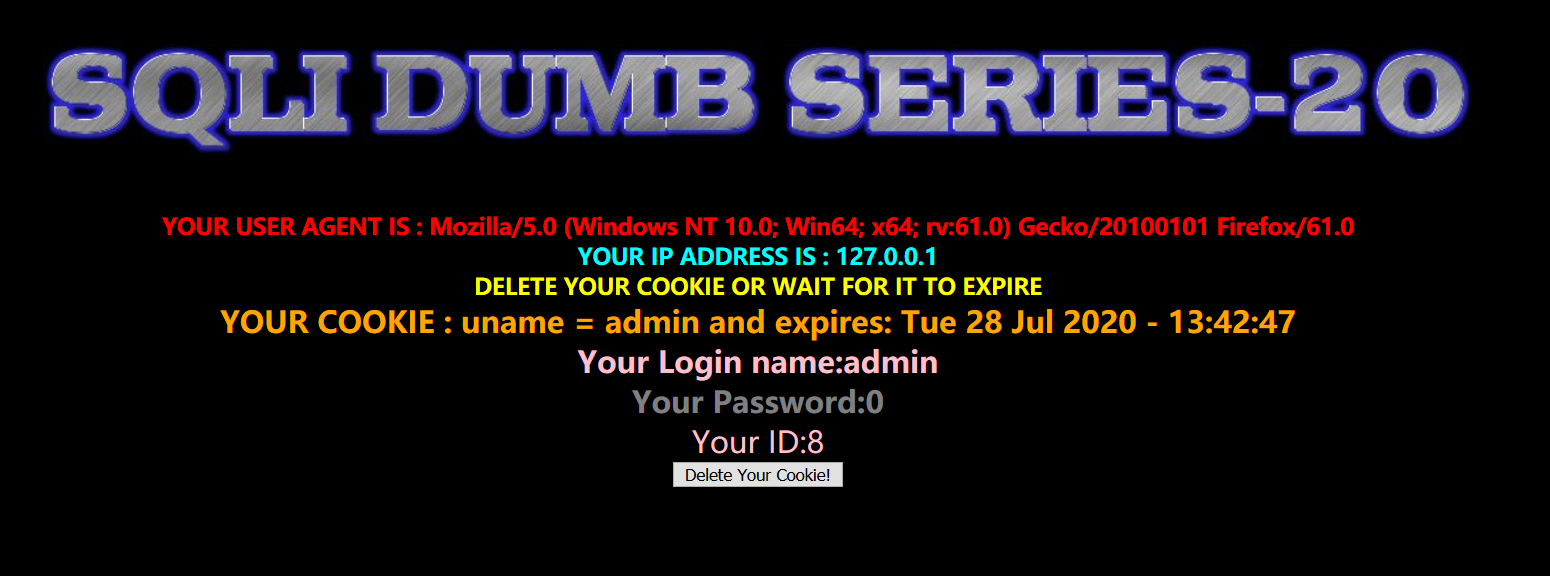 SQLI DUMB SERIES-20
YOUR USER AGENT IS : Mozilla/5.0 (Windows NT 10.0; Win64; x64; rv:61.0) Gecko/20100101 Firefox/61.0
YOUR IP ADDRESS IS : 127.0.0.1
DELETE YOUR COOKIE OR WAIT FOR IT TO EXPIRE
YOUR COOKIE : uname = admin and expires: Tue 28 Jul 2020 - 13:42:47
Your Login name:admin
Your Password:0
Your ID:8
Delete Your Cookie!